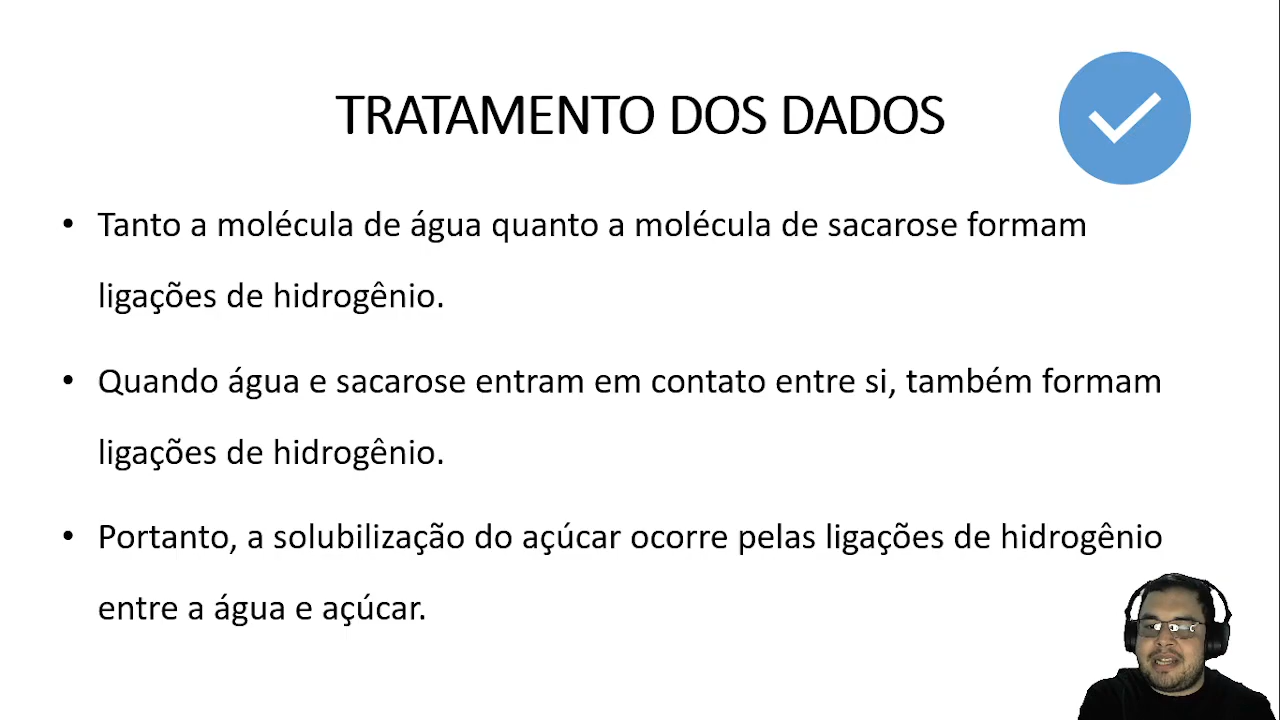 TRATAMENTO DOS DADOS
• Tanto a molécula de água quanto a molécula de sacarose formam
ligações de hidrogênio.
• Quando água e sacarose entram em contato entre si, também formam
ligações de hidrogênio.
• Portanto, a solubilização do açúcar ocorre pelas ligações de hidrogênio
entre a água e açúcar.